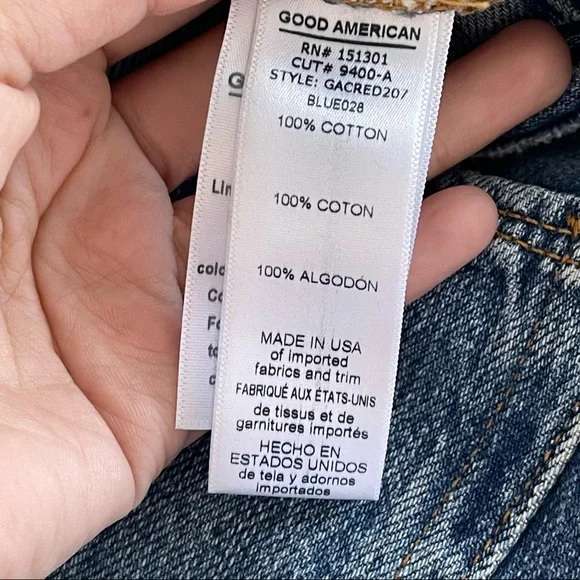 GOOD AMERICAN
RN# 151301
CUT# 9400-A
STYLE: GACRED207
BLUE028
100% COTTON
100% COTON
100% ALGODÓN
MADE IN USA
of imported
fabrics and trim
FABRIQUÉ AUX ÉTATS-UNIS
de tissus et de
garnitures importés
HECHO EN
ESTADOS UNIDOS
de tela y adornos
importados